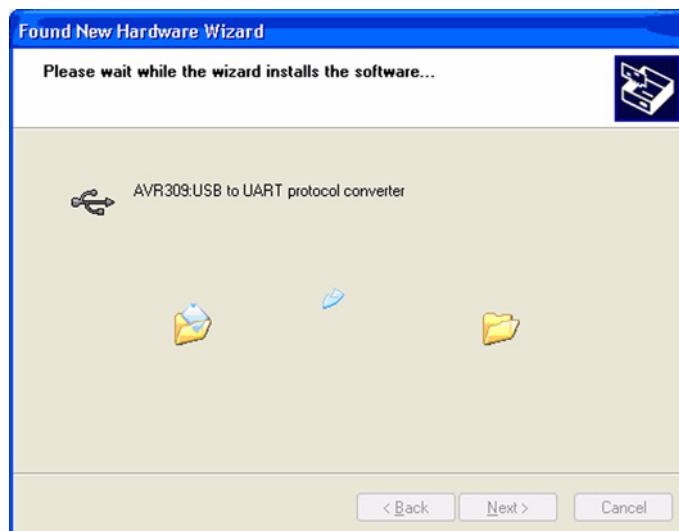 Found New Hardware Wizard
Please wait while the wizard installs the software...
AVR309:USB to UART protocol converter
< Back
Next >
Cancel